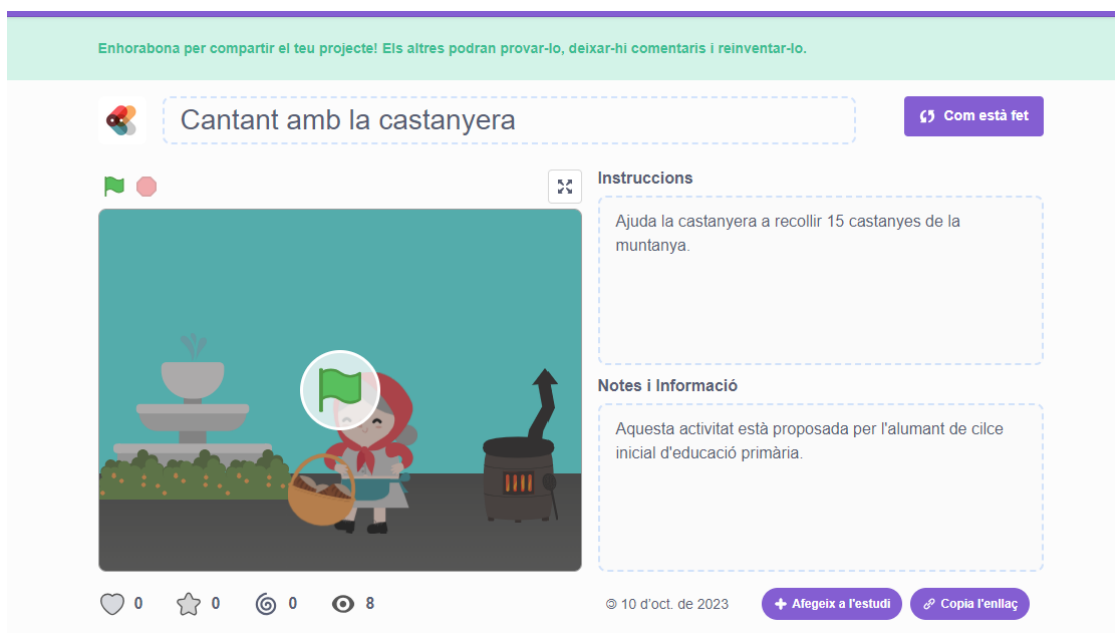 Enhorabona per compartir el teu projecte! Els altres podran provar-lo, deixar-hi comentaris i reinventar-lo.
Cantant amb la castanyera
Com està fet
Instruccions
Ajuda la castanyera a recollir 15 castanyes de la
muntanya.
Notes i Informació
Aquesta activitat està proposada per l'alumant de cilce
inicial d'educació primària.
0
0
0
8
© 10 d'oct. de 2023
Afegeix a l'estudi
Copia l'enllaç